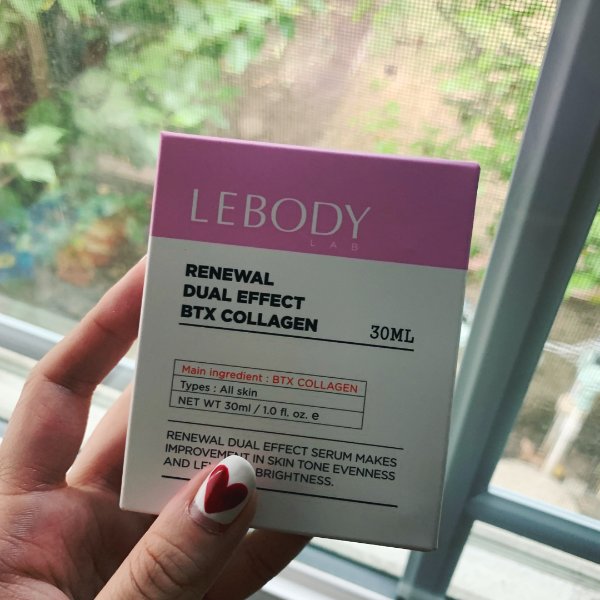 LEBODY
LAB
RENEWAL
DUAL EFFECT
BTX COLLAGEN
30ML
Main ingredient : BTX COLLAGEN
Types : All skin
NET WT 30ml / 1.0 fl. oz. e
RENEWAL DUAL EFFECT SERUM MAKES
IMPROVEMENT IN SKIN TONE EVENNESS
AND BRIGHTNESS.